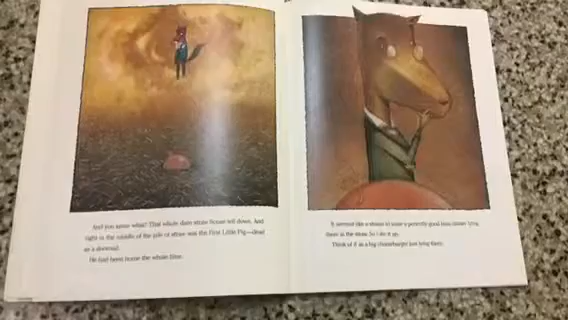 And you know what? That whole darn straw house fell down. And
right in the middle of the pile of straw was the First Little Pig—dead
as a doornail.
He had been home the whole time.
It seemed like a shame to leave a perfectly good ham dinner lying
there in the straw. So I ate it up.
Think of it as a big cheeseburger just lying there.